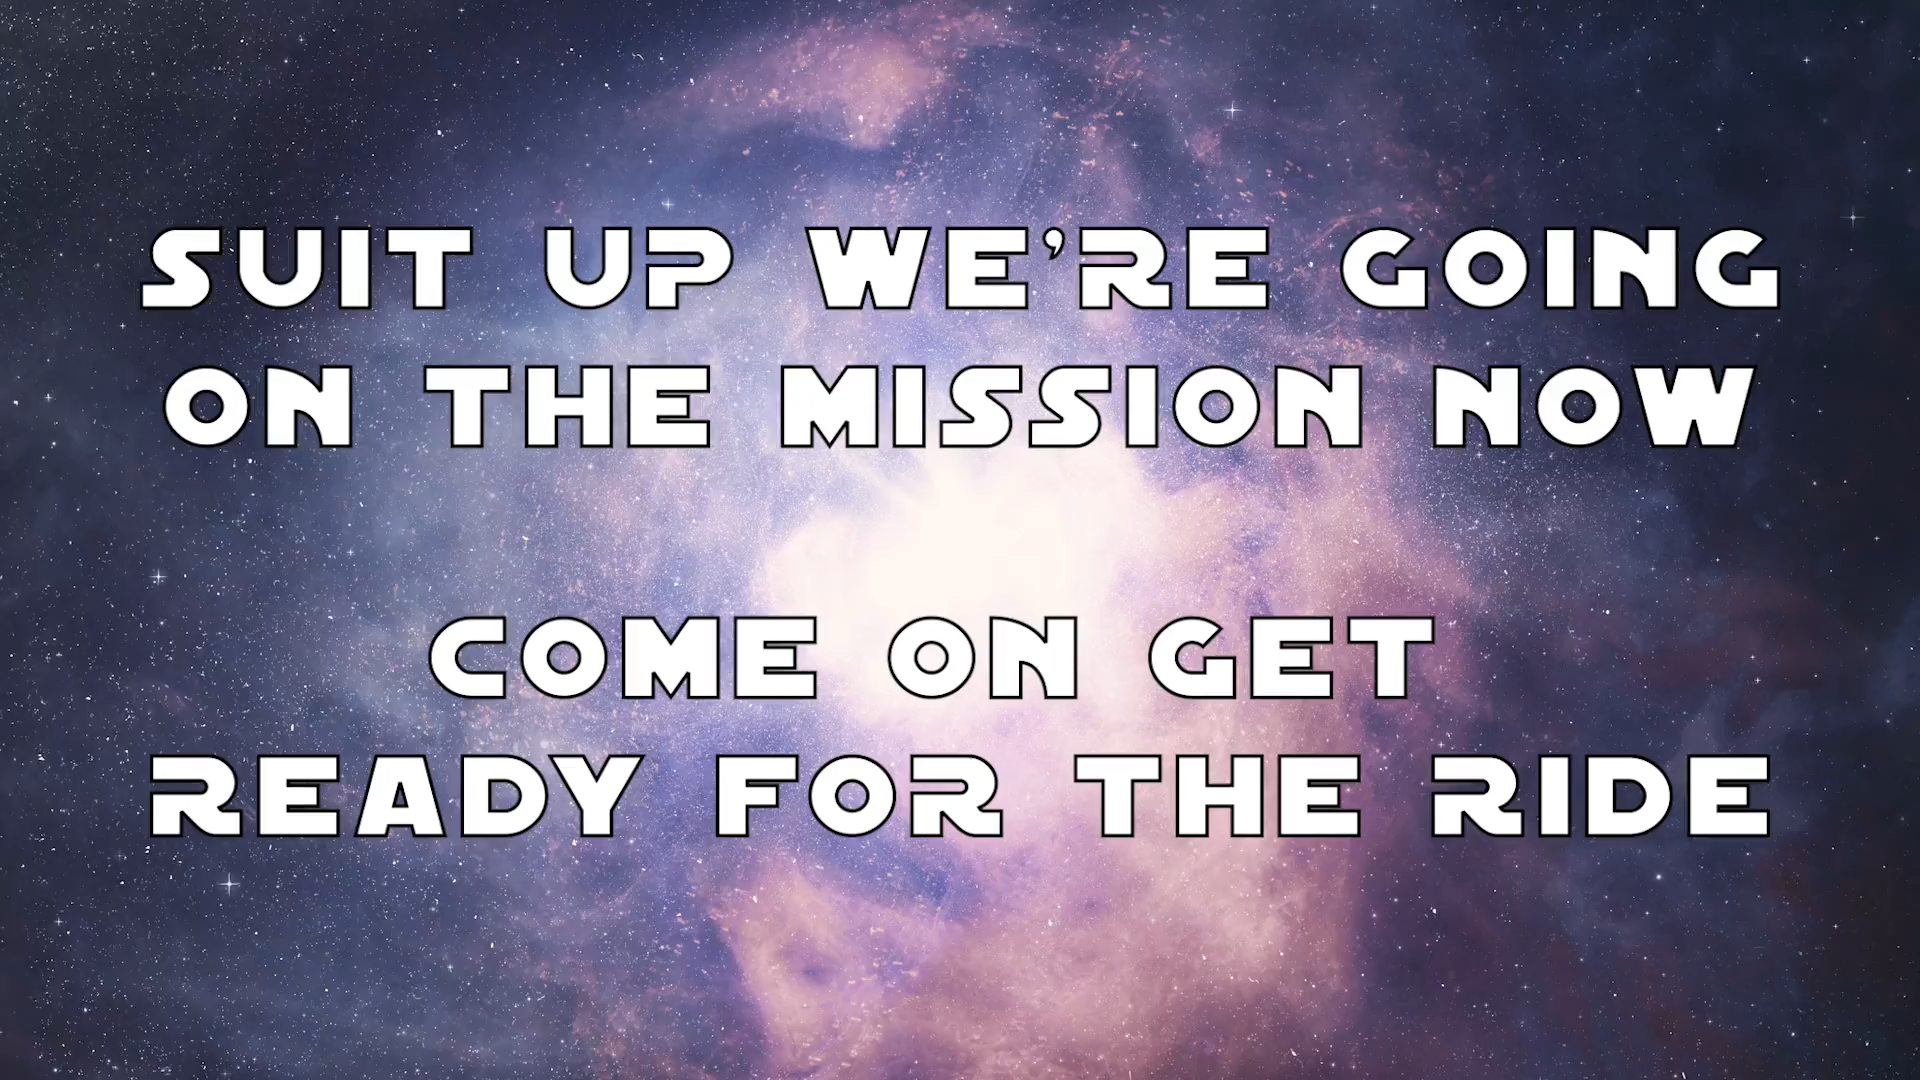 SUIT UP WE'RE GOING
ON THE MISSION NOW
COME ON GET
READY FOR THE RIDE